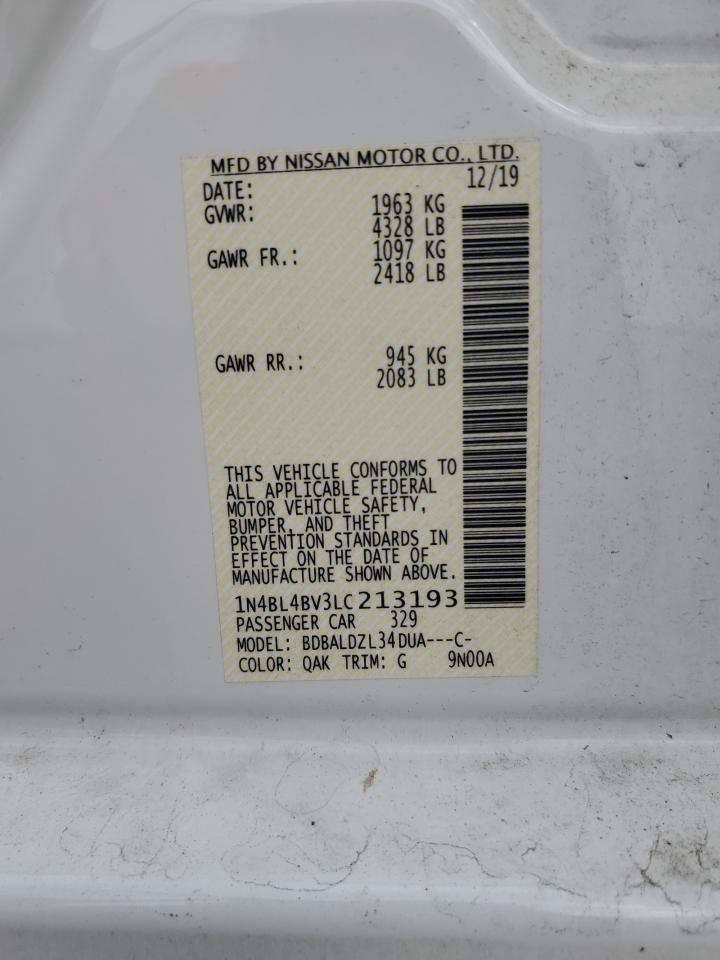 MFD BY NISSAN MOTOR CO., LTD.
DATE: 12/19
GVWR: 1963 KG
4328 LB
GAWR FR.: 1097 KG
2418 LB
GAWR RR.: 945 KG
2083 LB
THIS VEHICLE CONFORMS TO
ALL APPLICABLE FEDERAL
MOTOR VEHICLE SAFETY,
BUMPER, AND THEFT
PREVENTION STANDARDS IN
EFFECT ON THE DATE OF
MANUFACTURE SHOWN ABOVE.
1N4BL4BV3LC213193
PASSENGER CAR 329
MODEL: BDBALDZL34DUA---C-
COLOR: QAK TRIM: G 9N00A